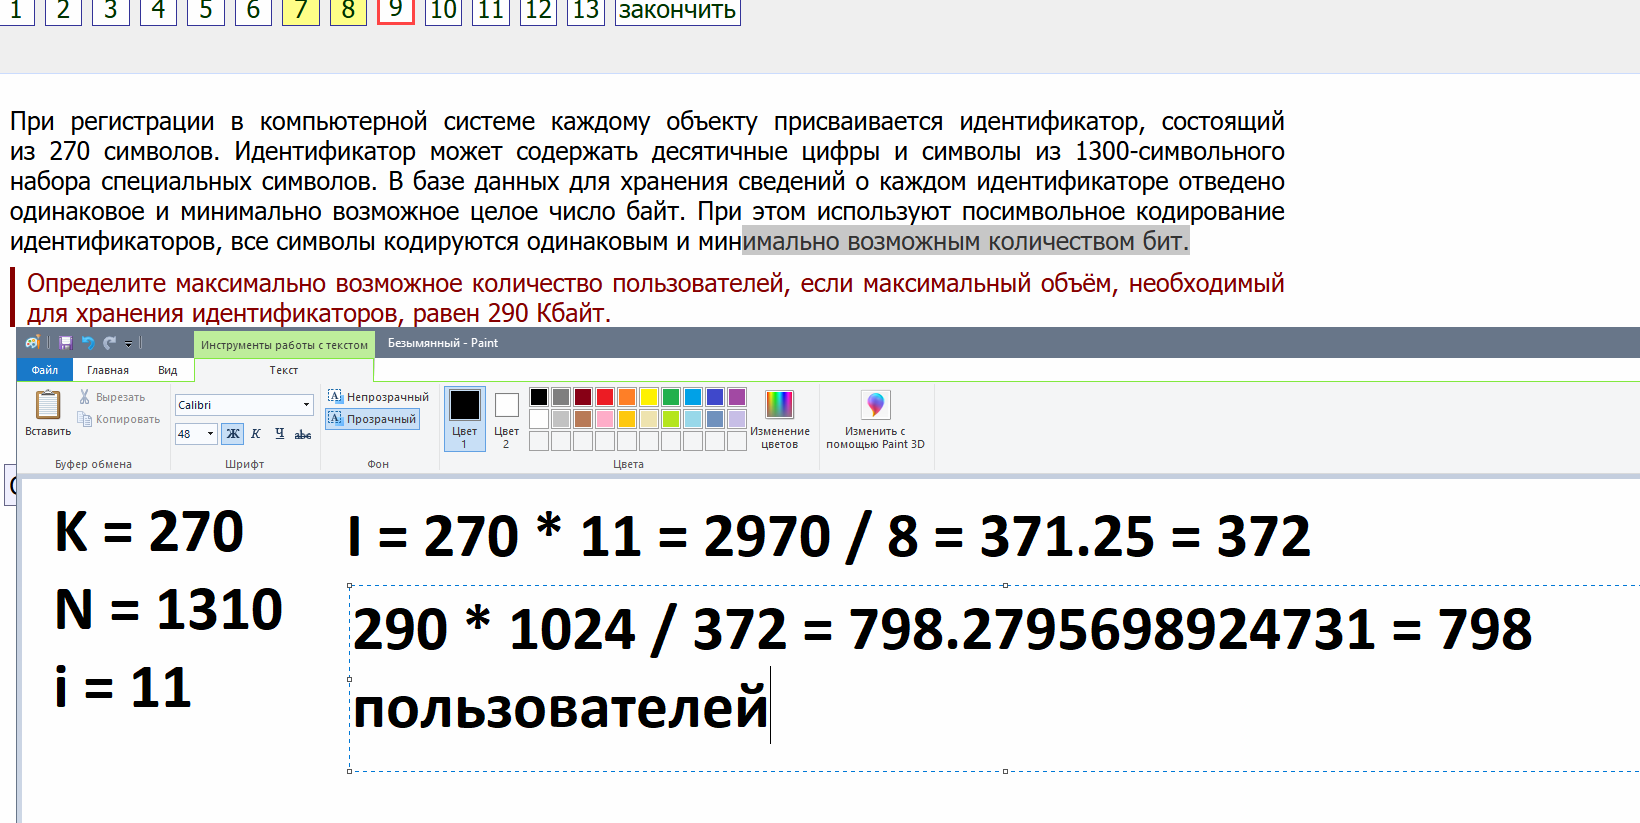 1 2 3 4 5 6 7 8 9 10 11 12 13 закончить
При регистрации в компьютерной системе каждому объекту присваивается идентификатор, состоящий
из 270 символов. Идентификатор может содержать десятичные цифры и символы из 1300-символьного
набора специальных символов. В базе данных для хранения сведений о каждом идентификаторе отведено
одинаковое и минимально возможное целое число байт. При этом используют посимвольное кодирование
идентификаторов, все символы кодируются одинаковым и минимально возможным количеством бит.
Определите максимально возможное количество пользователей, если максимальный объём, необходимый
для хранения идентификаторов, равен 290 Кбайт.
Инструменты работы с текстом Безымянный - Paint
Файл Главная Вид Текст
Вставить
Вырезать
Копировать
Буфер обмена
Calibri
48 Ж К Ч abc
Шрифт
Непрозрачный
Прозрачный
Фон
Цвет
1
Цвет
2
Изменение
цветов
Цвета
Изменить с
помощью Paint 3D
K = 270
N = 1310
i = 11
I = 270 * 11 = 2970 / 8 = 371.25 = 372
290 * 1024 / 372 = 798.2795698924731 = 798
пользователей